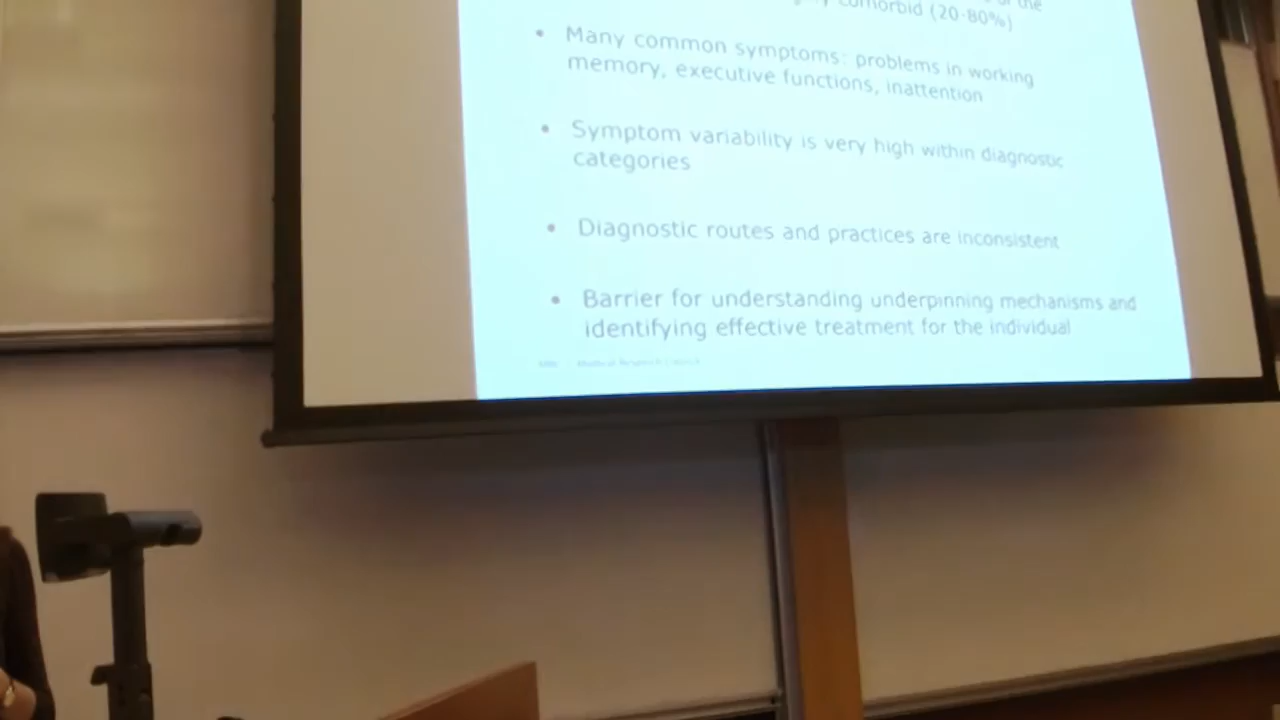 of the
comorbid (20-80%)
• Many common symptoms: problems in working
memory, executive functions, inattention
• Symptom variability is very high within diagnostic
categories
• Diagnostic routes and practices are inconsistent
• Barrier for understanding underpinning mechanisms and
identifying effective treatment for the individual